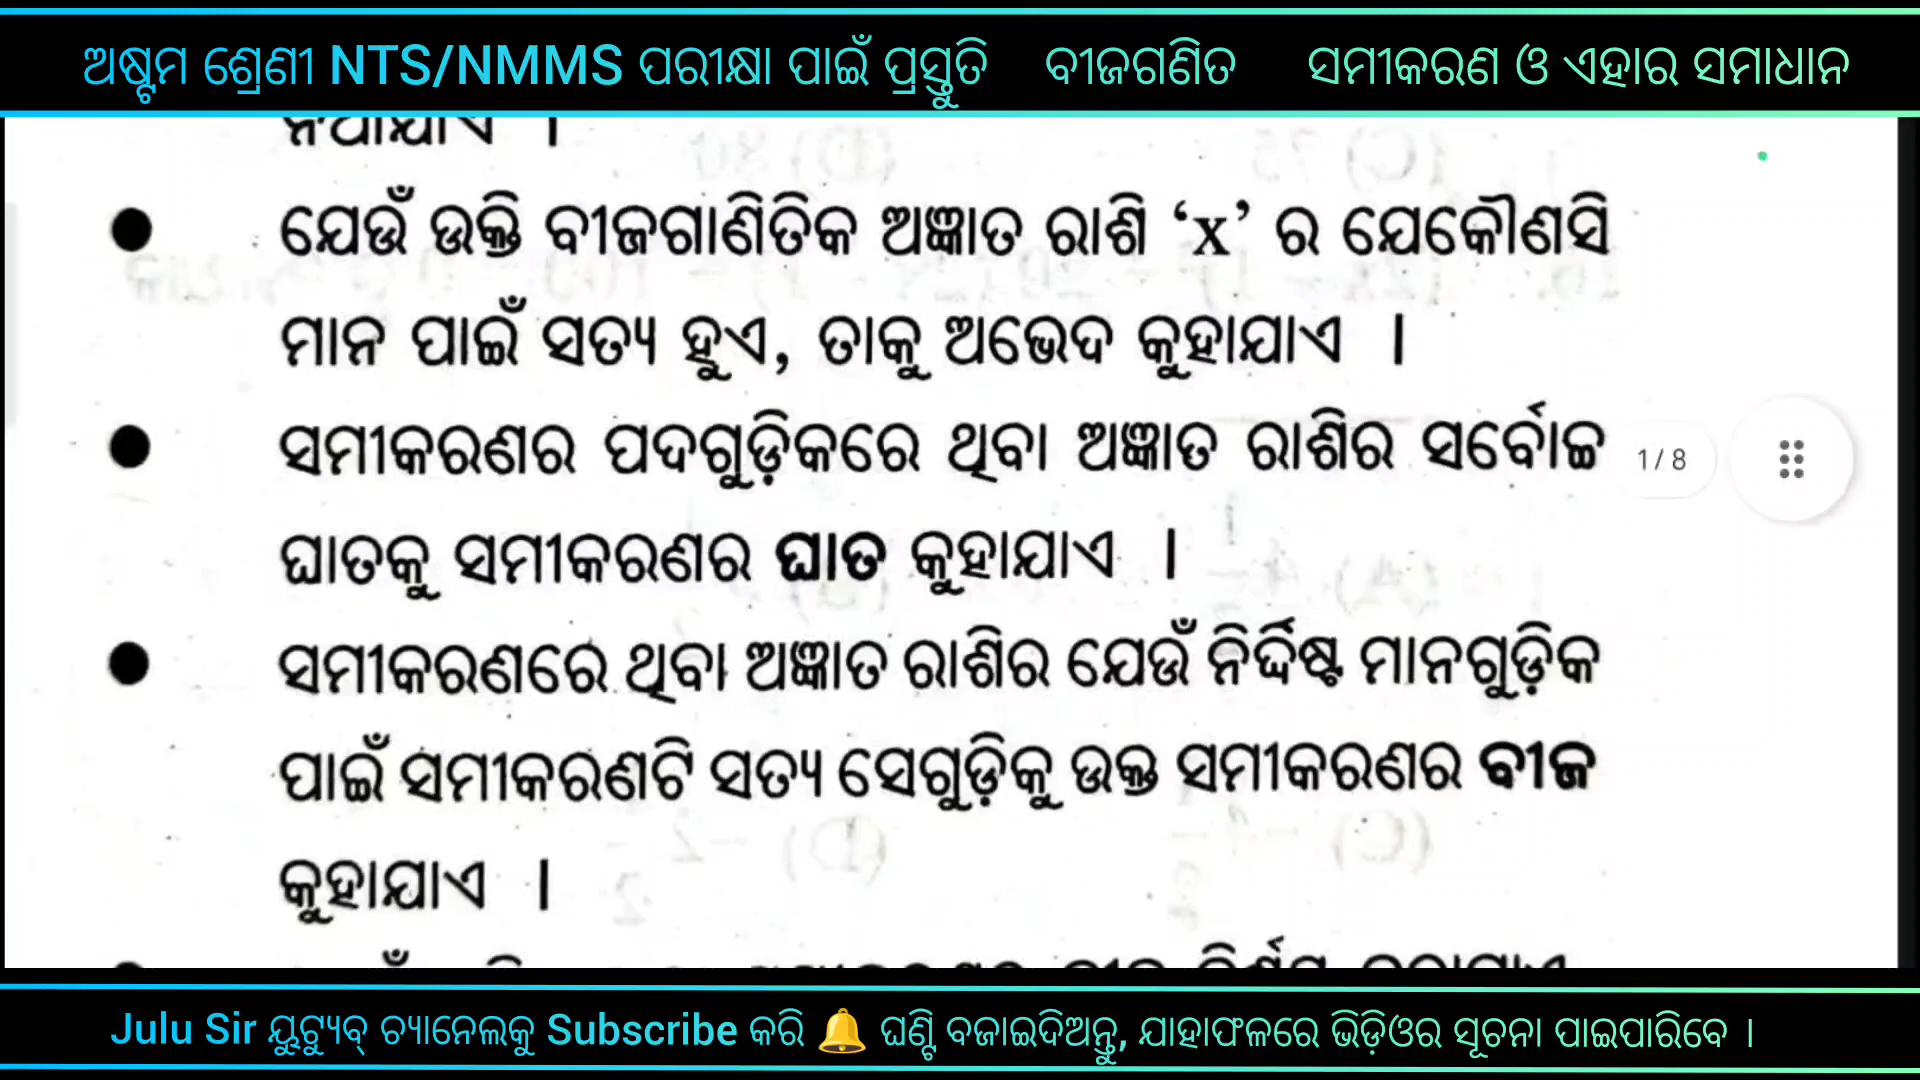 ଅଷ୍ଟମ ଶ୍ରେଣୀ NTS/NMMS ପରୀକ୍ଷା ପାଇଁ ପ୍ରସ୍ତୁତି ବୀଜଗଣିତ ସମୀକରଣ ଓ ଏହାର ସମାଧାନ
● ଯେଉଁ ଉକ୍ତି ବୀଜଗାଣିତିକ ଅଜ୍ଞାତ ରାଶି ‘x’ ର ଯେକୌଣସି
ମାନ ପାଇଁ ସତ୍ୟ ହୁଏ, ତାକୁ ଅଭେଦ କୁହାଯାଏ ।
● ସମୀକରଣର ପଦଗୁଡ଼ିକରେ ଥିବା ଅଜ୍ଞାତ ରାଶିର ସର୍ବୋଚ୍ଚ
1 / 8
ଘାତକୁ ସମୀକରଣର ଘାତ କୁହାଯାଏ ।
● ସମୀକରଣରେ ଥିବା ଅଜ୍ଞାତ ରାଶିର ଯେଉଁ ନିର୍ଦ୍ଦିଷ୍ଟ ମାନଗୁଡ଼ିକ
ପାଇଁ ସମୀକରଣଟି ସତ୍ୟ ସେଗୁଡ଼ିକୁ ଉକ୍ତ ସମୀକରଣର ବୀଜ
କୁହାଯାଏ ।
Julu Sir ୟୁଟ୍ୟୁବ୍ ଚ୍ୟାନେଲକୁ Subscribe କରି 🔔 ଘଣ୍ଟି ବଜାଇଦିଅନ୍ତୁ, ଯାହାଫଳରେ ଭିଡ଼ିଓର ସୂଚନା ପାଇପାରିବେ ।